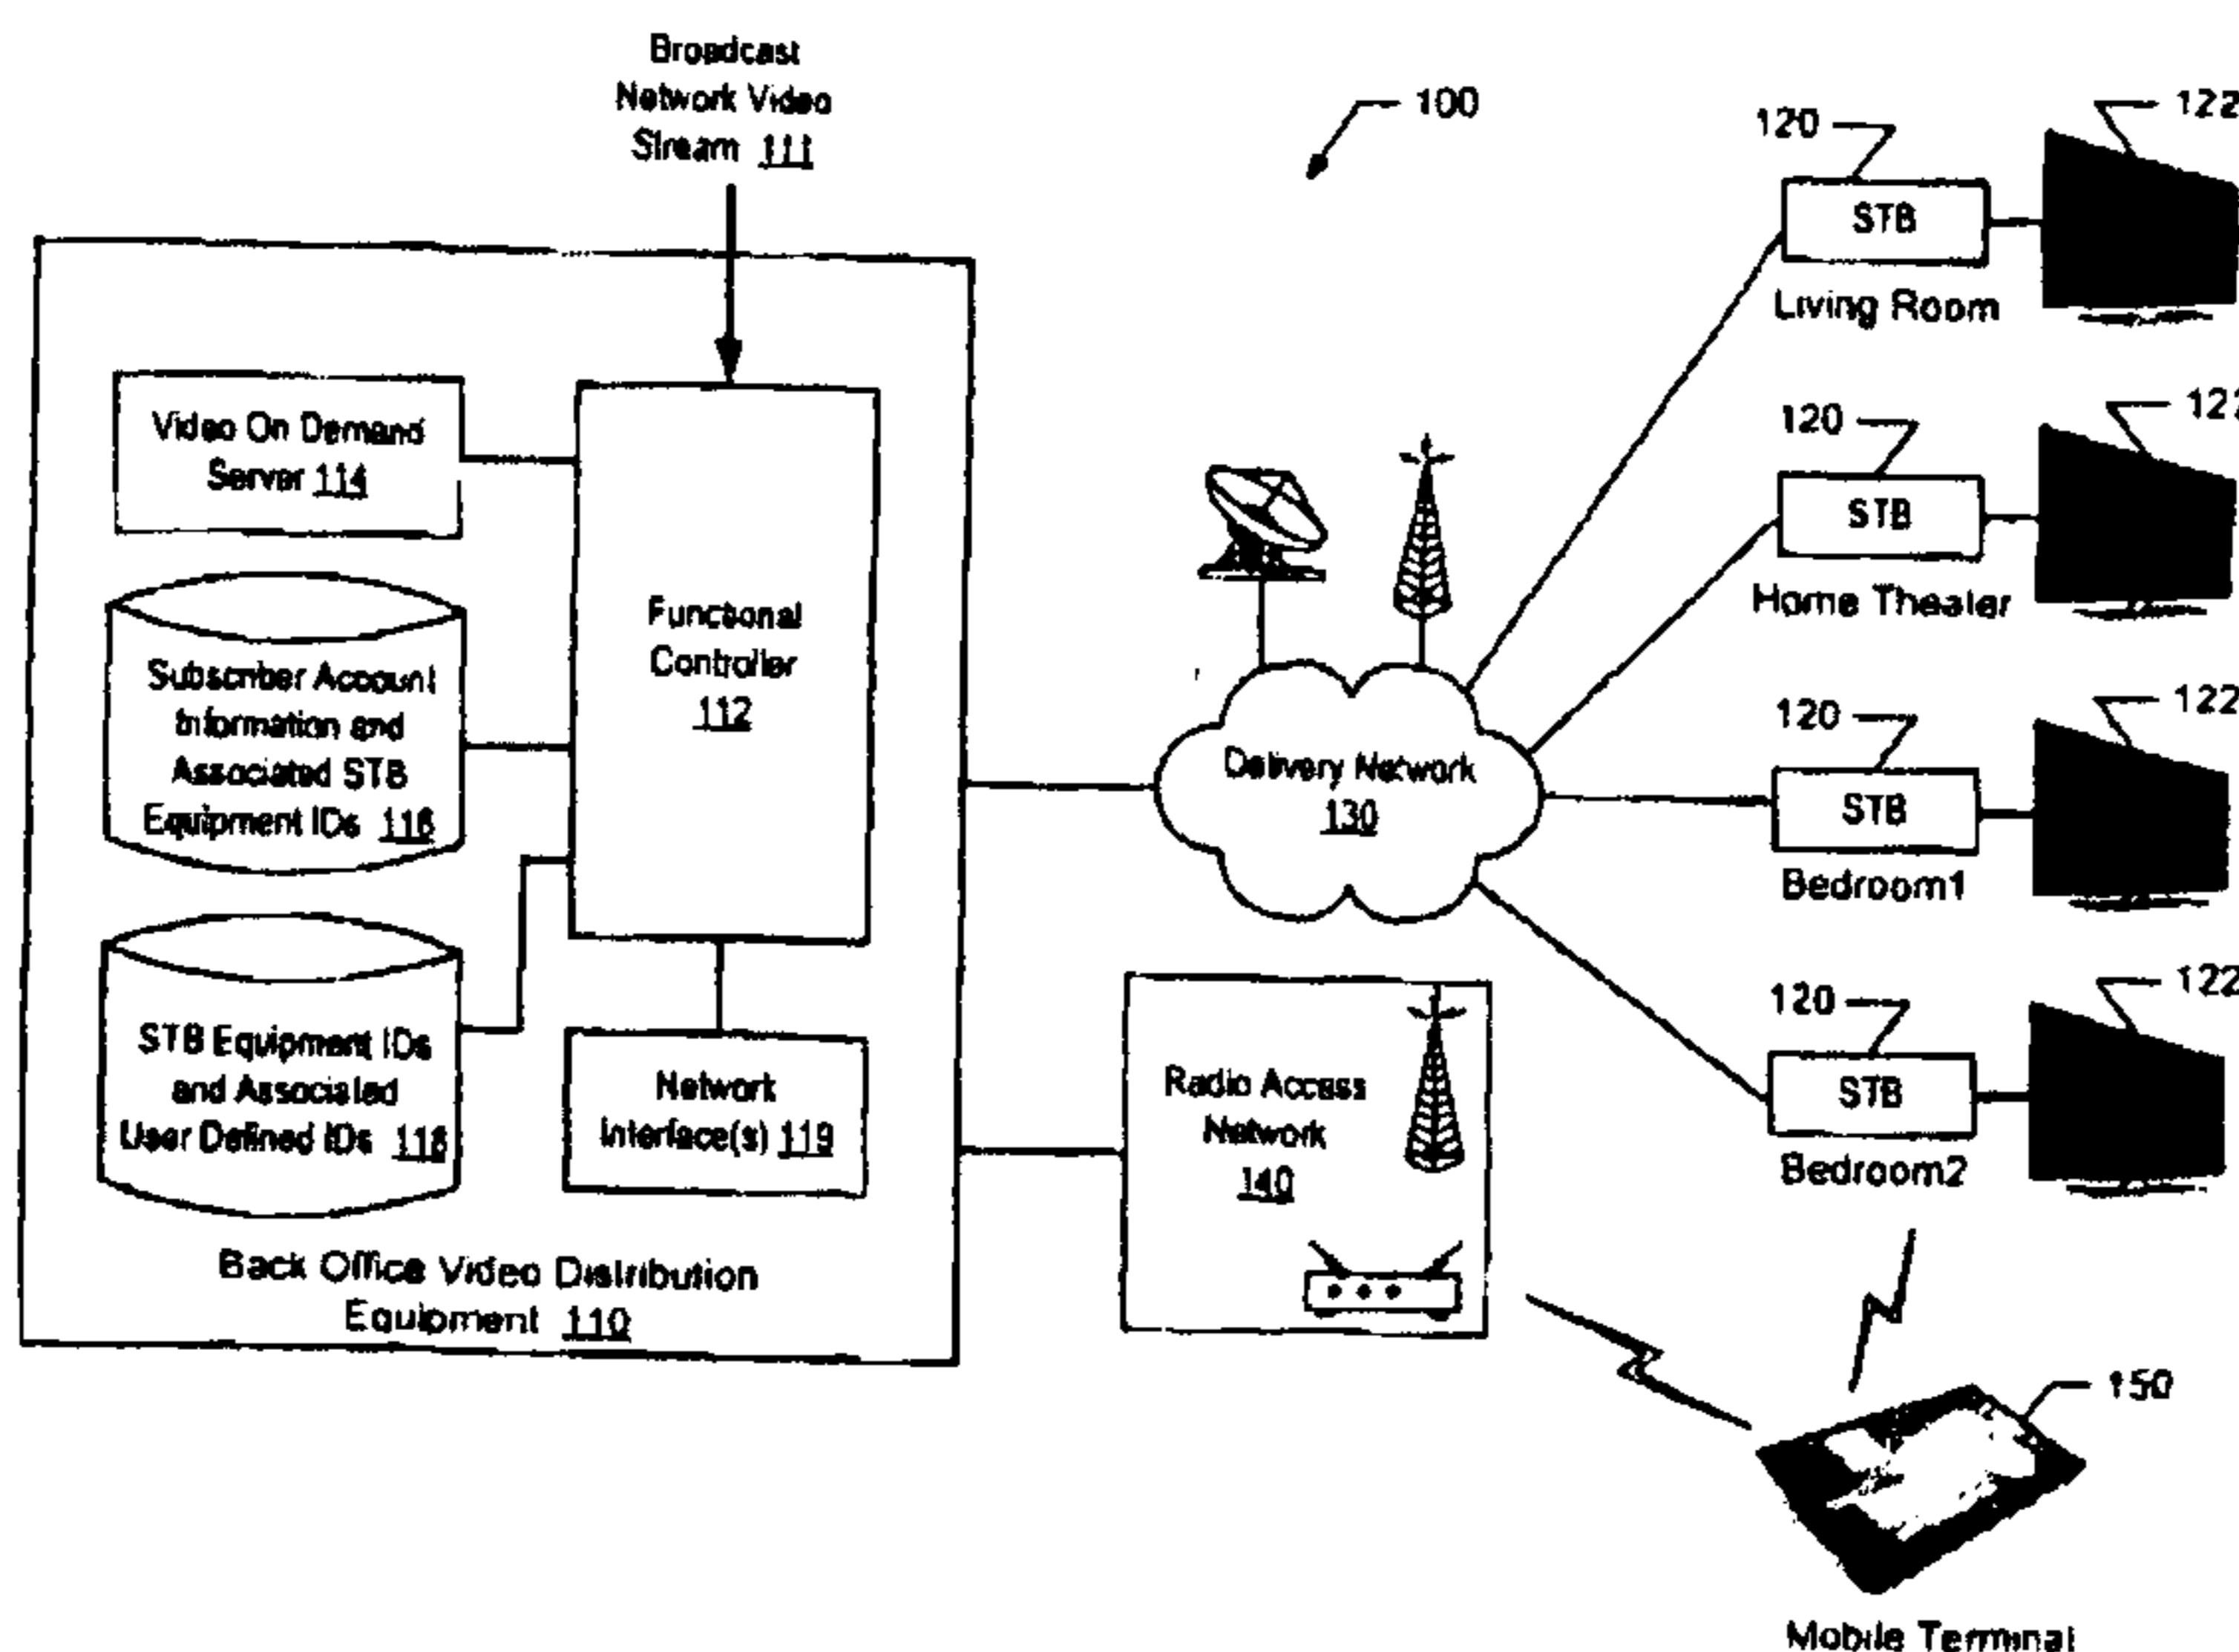 Broadcast
Network Video
Stream 111
100
Video On Demand
Server 114
Subscriber Account
Information and
Associated STB
Equipment IDs 116
STB Equipment IDs
and Associated
User Defined IDs 118
Functional
Controller
112
Network
Interface(s) 119
Back Office Video Distribution
Equipment 110
Delivery Network
130
Radio Access
Network
140
120
122
STB
Living Room
120
122
STB
Home Theater
120
122
STB
Bedroom1
120
122
STB
Bedroom2
150
Mobile Terminal